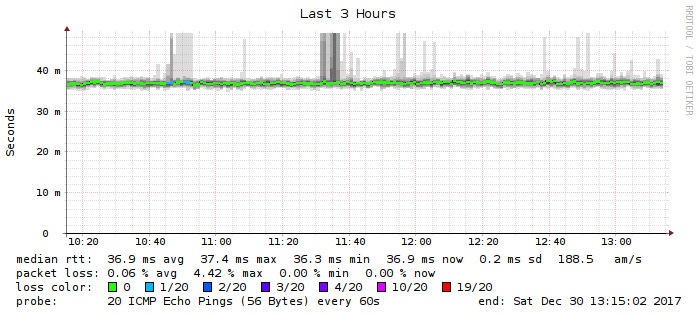 Last 3 Hours
RRDTOOL / TOBI OETIKER
Seconds
40 m
30 m
20 m
10 m
0
10:20 10:40 11:00 11:20 11:40 12:00 12:20 12:40 13:00
median rtt: 36.9 ms avg 37.4 ms max 36.3 ms min 36.9 ms now 0.2 ms sd 188.5 am/s
packet loss: 0.06 % avg 4.42 % max 0.00 % min 0.00 % now
loss color: 0 1/20 2/20 3/20 4/20 10/20 19/20
probe: 20 ICMP Echo Pings (56 Bytes) every 60s end: Sat Dec 30 13:15:02 2017